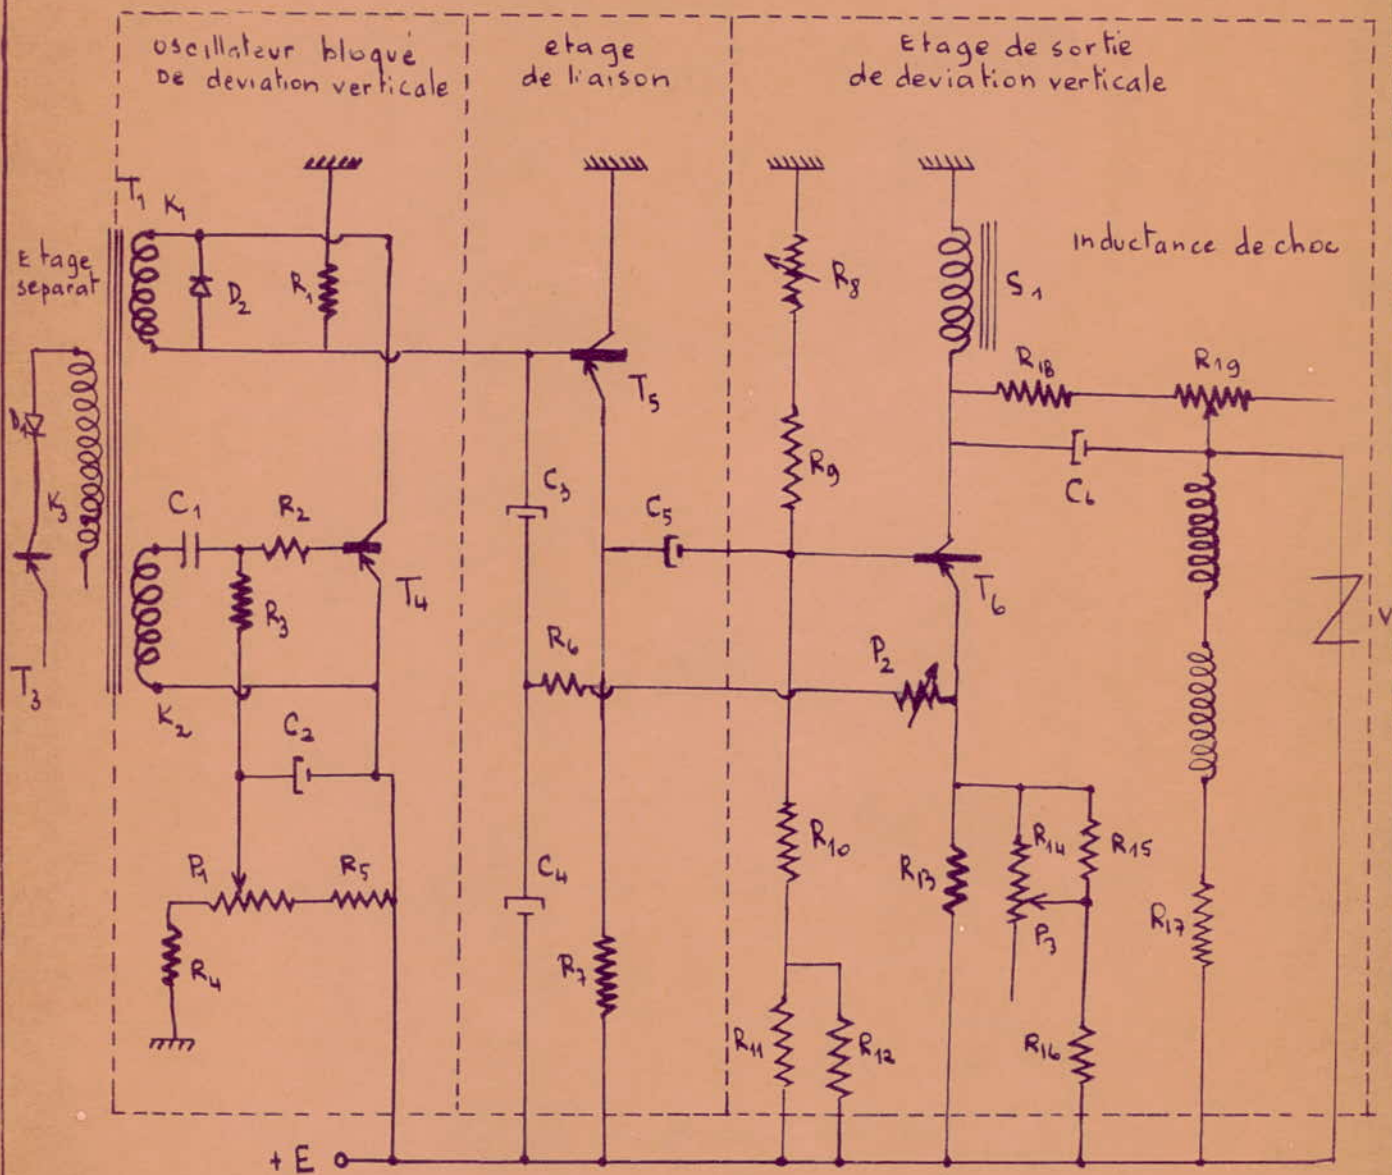 oscillateur bloqué
De deviation verticale
etage
de liaison
Etage de sortie
de deviation verticale
T1 K1
Etage
separat
D2
R1
Inductance de choc
R8
S1
R18
R19
T5
D1
K3
C1
R2
C3
C5
R9
C6
T4
R3
T6
T3
K2
R6
P2
C2
P1
R5
C4
R10
R13
R14
R15
R4
R7
P3
R17
R11
R12
R16
+ E